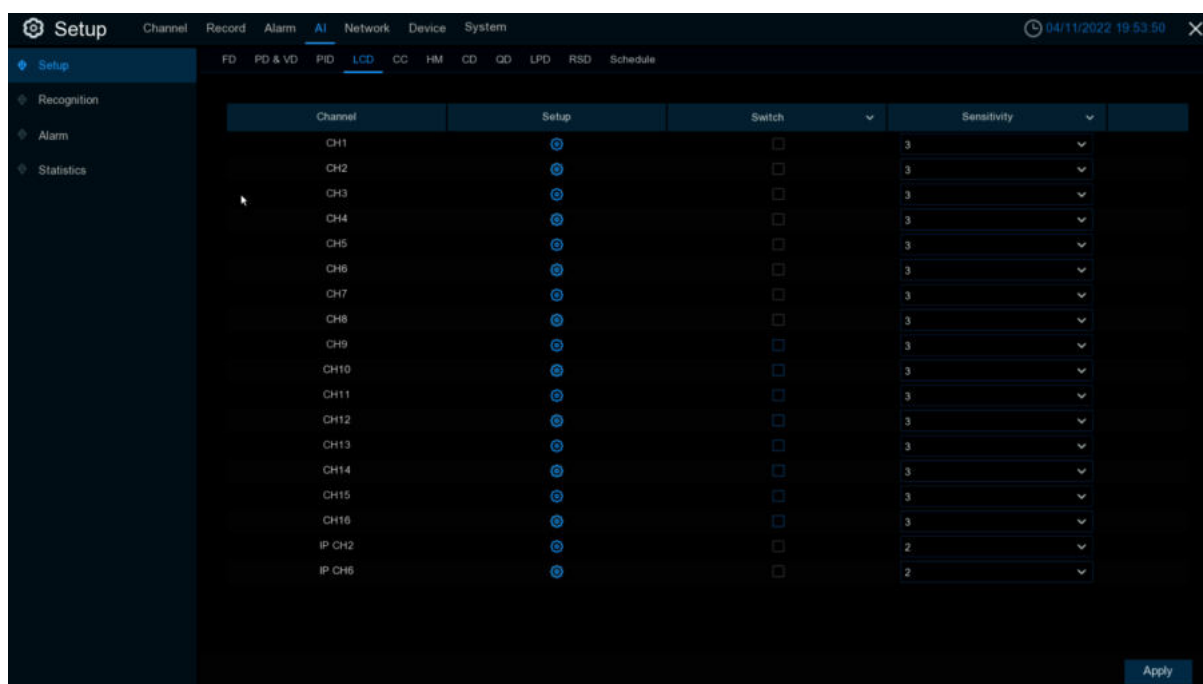 Setup Channel Record Alarm AI Network Device System 04/11/2022 19:53:50
Setup FD PD & VD PID LCD CC HM CD QD LPD RSD Schedule
Recognition
Alarm
Statistics
Channel Setup Switch Sensitivity
CH1 3
CH2 3
CH3 3
CH4 3
CH5 3
CH6 3
CH7 3
CH8 3
CH9 3
CH10 3
CH11 3
CH12 3
CH13 3
CH14 3
CH15 3
CH16 3
IP CH2 2
IP CH6 2
Apply